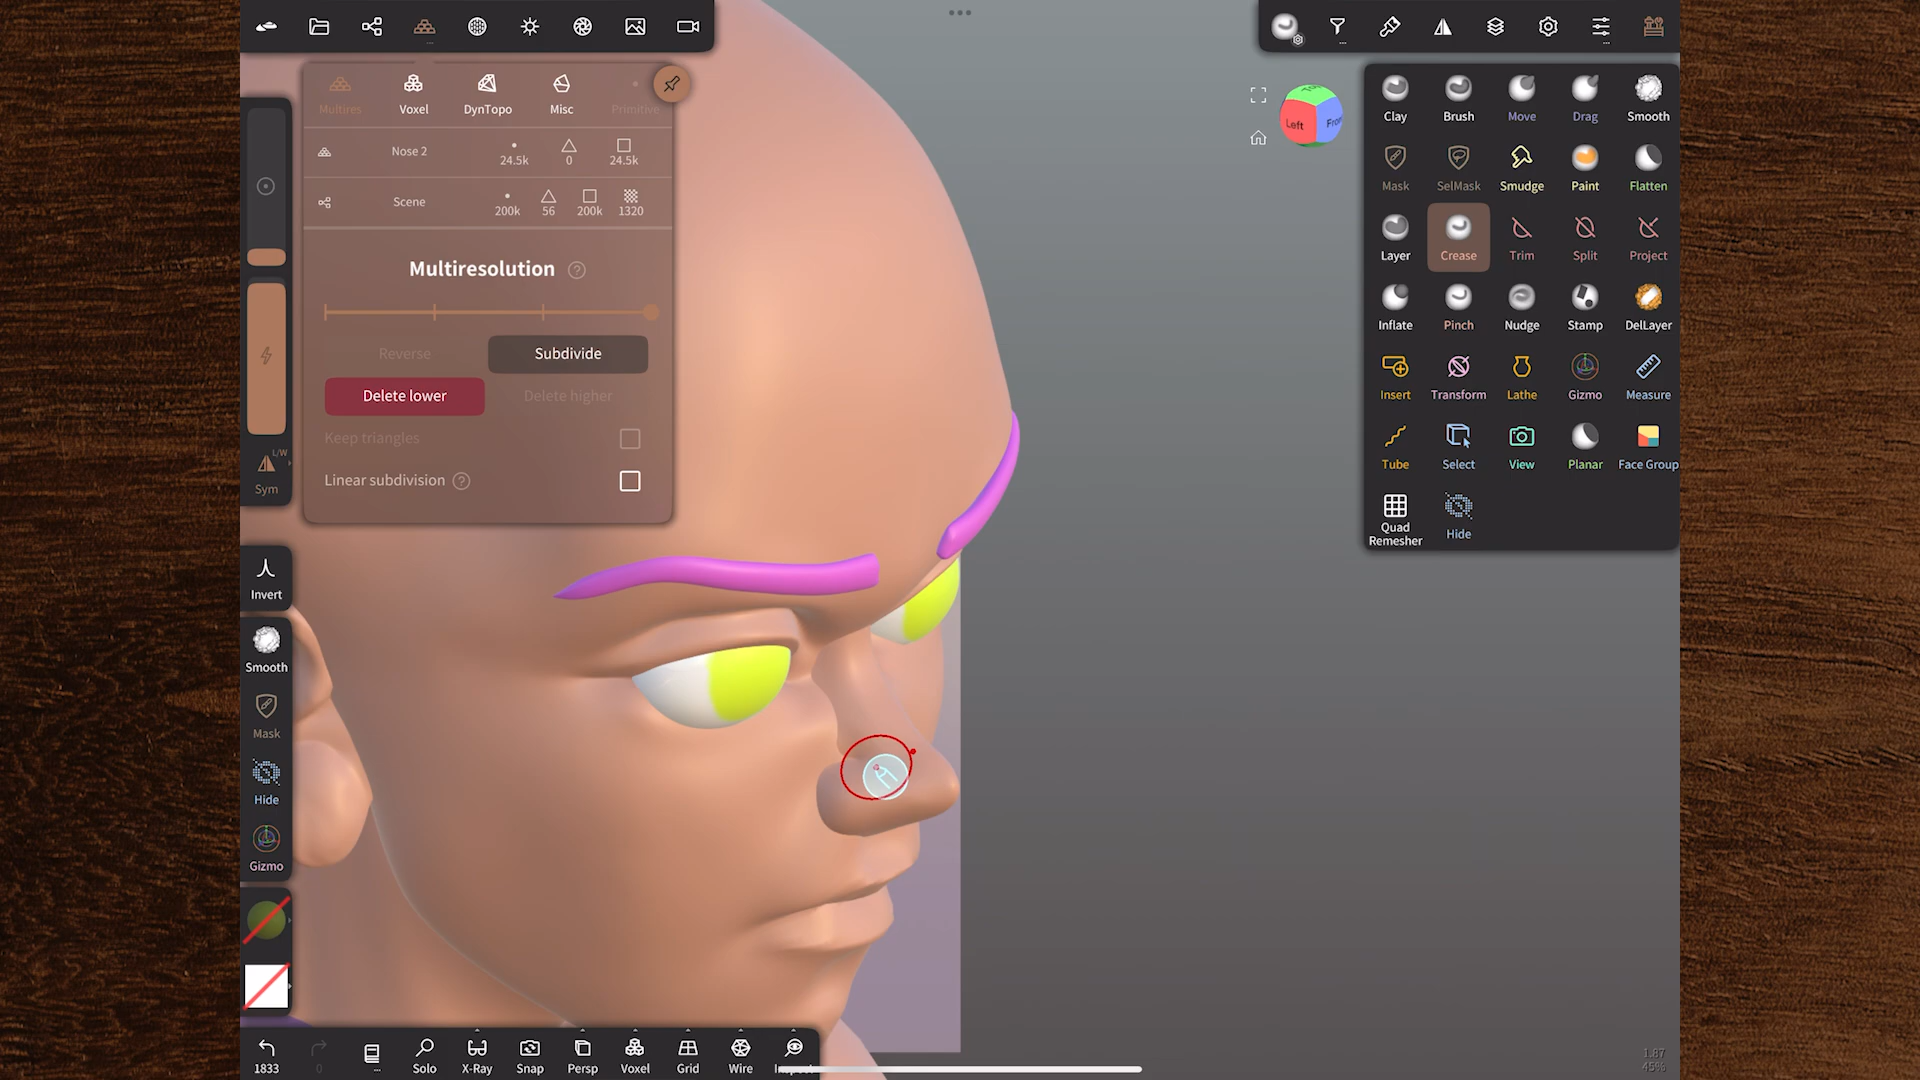 Multires
Voxel
DynTopo
Misc
Primitive
Nose 2
24.5k
0
24.5k
Scene
200k
56
200k
1320
Multiresolution ?
Reverse
Subdivide
Delete lower
Delete higher
Keep triangles
Linear subdivision ?
L/W
Sym
Invert
Smooth
Mask
Hide
Gizmo
Left
Clay
Brush
Move
Drag
Smooth
Mask
SelMask
Smudge
Paint
Flatten
Layer
Crease
Trim
Split
Project
Inflate
Pinch
Nudge
Stamp
DelLayer
Insert
Transform
Lathe
Gizmo
Measure
Tube
Select
View
Planar
Face Group
Quad
Remesher
Hide
1833
0
Solo
X-Ray
Snap
Persp
Voxel
Grid
Wire
1.87
45%